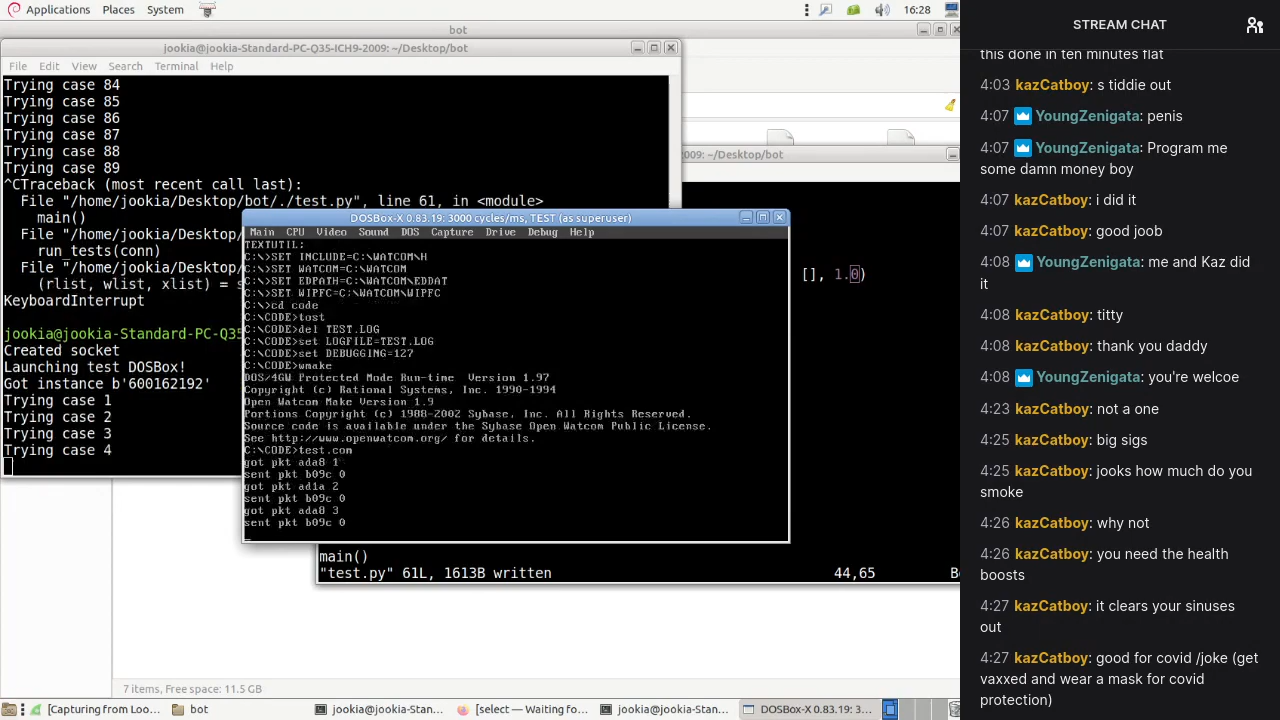 Applications Places System
16:28
bot
jookia@jookia-Standard-PC-Q35-ICH9-2009: ~/Desktop/bot
File Edit View Search Terminal Help
Trying case 84
Trying case 85
Trying case 86
Trying case 87
Trying case 88
Trying case 89
^CTraceback (most recent call last):
File "/home/jookia/Desktop/bot/./test.py", line 61, in <module>
main()
File "/home/jookia/Desktop/
run_tests(conn)
File "/home/jookia/Desktop/
(rlist, wlist, xlist) = s
KeyboardInterrupt
jookia@jookia-Standard-PC-Q35
Created socket
Launching test DOSBox!
Got instance b'600162192'
Trying case 1
Trying case 2
Trying case 3
Trying case 4
2009: ~/Desktop/bot
[], 1.0)
main()
"test.py" 61L, 1613B written 44,65 Bo
DOSBox-X 0.83.19: 3000 cycles/ms, TEST (as superuser)
Main CPU Video Sound DOS Capture Drive Debug Help
TEXTUTIL:
C:\>SET INCLUDE=C:\WATCOM\H
C:\>SET WATCOM=C:\WATCOM
C:\>SET EDPATH=C:\WATCOM\EDDAT
C:\>SET WIPFC=C:\WATCOM\WIPFC
C:\>cd code
C:\CODE>tost
C:\CODE>del TEST.LOG
C:\CODE>set LOGFILE=TEST.LOG
C:\CODE>set DEBUGGING=127
C:\CODE>wmake
DOS/4GW Protected Mode Run-time  Version 1.97
Copyright (c) Rational Systems, Inc. 1990-1994
Open Watcom Make Version 1.9
Portions Copyright (c) 1988-2002 Sybase, Inc. All Rights Reserved.
Source code is available under the Sybase Open Watcom Public License.
See http://www.openwatcom.org/ for details.
C:\CODE>test.com
got pkt ada8 1
sent pkt b09c 0
got pkt ad1a 2
sent pkt b09c 0
got pkt ada8 3
sent pkt b09c 0
7 items, Free space: 11.5 GB
[Capturing from Loo...
bot
jookia@jookia-Stan...
[select — Waiting fo...
jookia@jookia-Stan...
DOSBox-X 0.83.19: 3...
STREAM CHAT
this done in ten minutes flat
4:03 kazCatboy: s tiddie out
4:07 YoungZenigata: penis
4:07 YoungZenigata: Program me
some damn money boy
4:07 kazCatboy: i did it
4:07 kazCatboy: good joob
4:08 YoungZenigata: me and Kaz did
it
4:08 kazCatboy: titty
4:08 kazCatboy: thank you daddy
4:08 YoungZenigata: you're welcoe
4:23 kazCatboy: not a one
4:25 kazCatboy: big sigs
4:25 kazCatboy: jooks how much do you
smoke
4:26 kazCatboy: why not
4:26 kazCatboy: you need the health
boosts
4:27 kazCatboy: it clears your sinuses
out
4:27 kazCatboy: good for covid /joke (get
vaxxed and wear a mask for covid
protection)